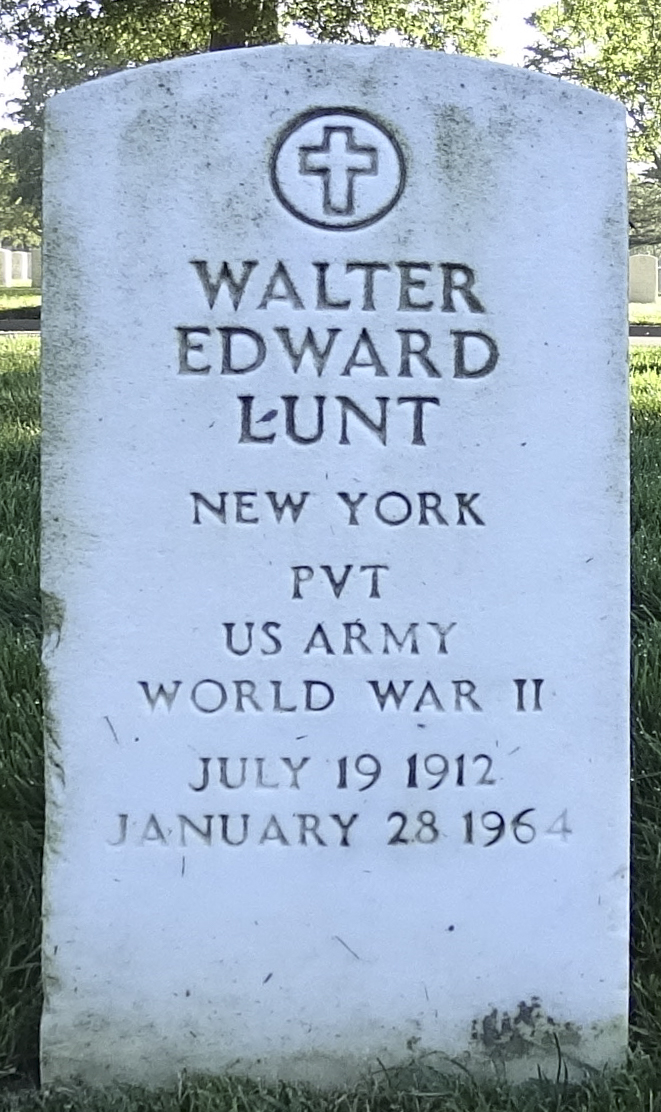 WALTER
EDWARD
LUNT
NEW YORK
PVT
US ARMY
WORLD WAR II
JULY 19 1912
JANUARY 28 1964